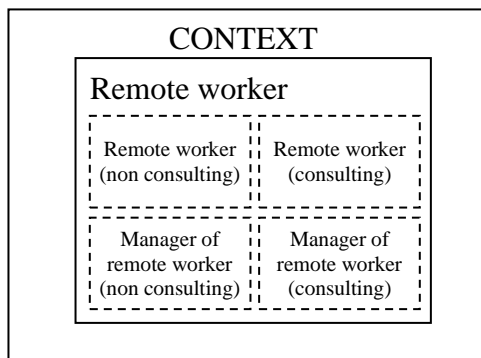 CONTEXT
Remote worker
Remote worker
(non consulting)
Remote worker
(consulting)
Manager of
remote worker
(non consulting)
Manager of
remote worker
(consulting)